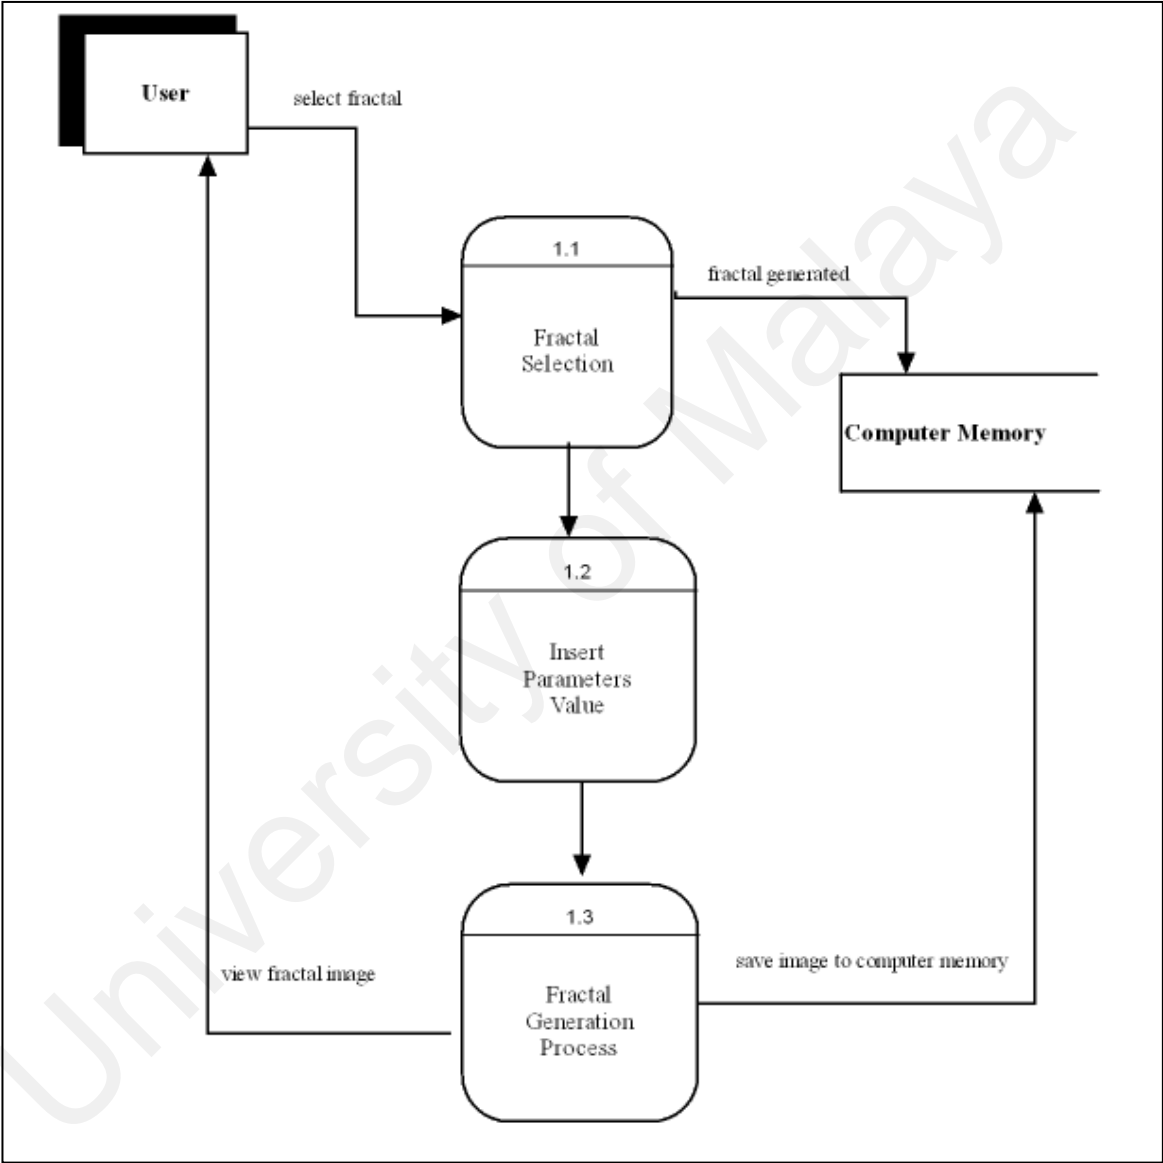 User
select fractal
1.1
Fractal
Selection
fractal generated
Computer Memory
1.2
Insert
Parameters
Value
1.3
Fractal
Generation
Process
view fractal image
save image to computer memory
University of Malaya